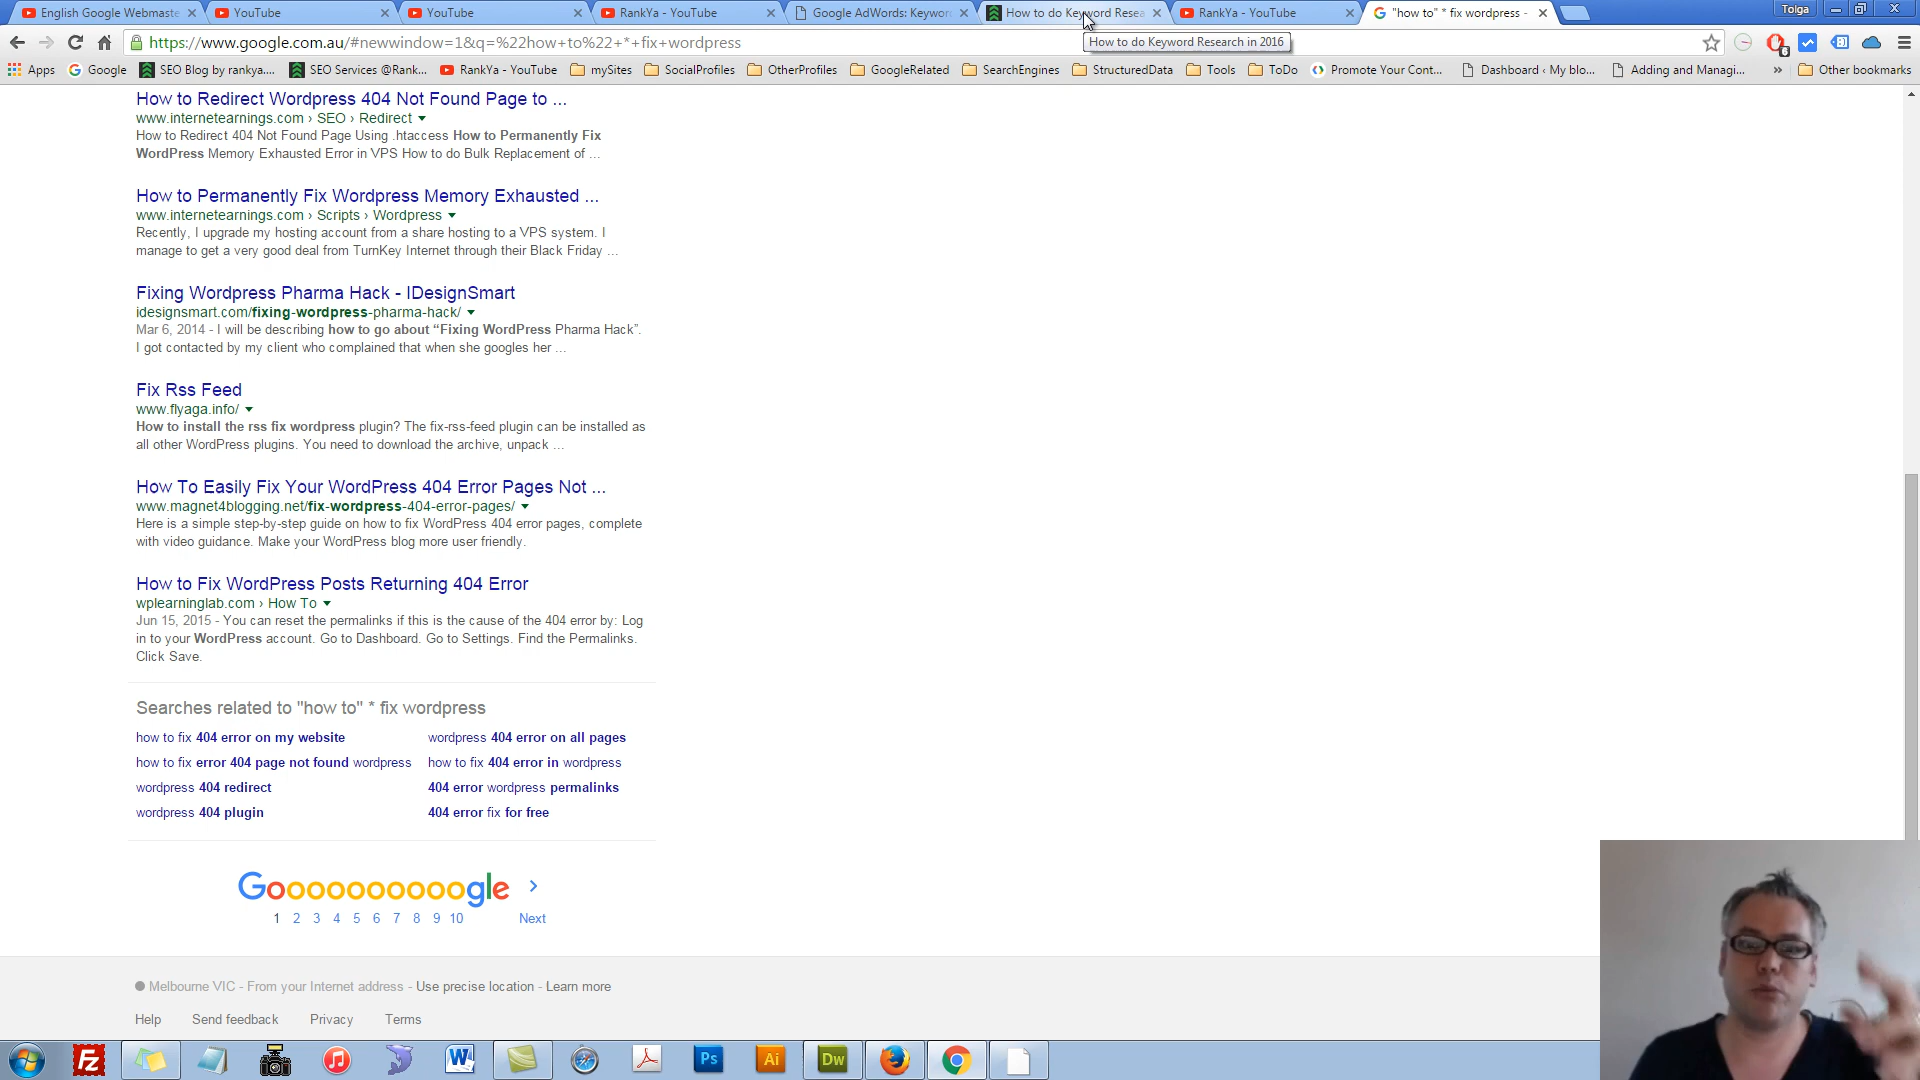 English Google Webmaste
YouTube
YouTube
RankYa - YouTube
Google AdWords: Keywor
How to do Keyword Resea
RankYa - YouTube
"how to" * fix wordpress -
Tolga
https://www.google.com.au/#newwindow=1&q=%22how+to%22+*+fix+wordpress
How to do Keyword Research in 2016
6
Apps
Google
SEO Blog by rankya....
SEO Services @Rank...
RankYa - YouTube
mySites
SocialProfiles
OtherProfiles
GoogleRelated
SearchEngines
StructuredData
Tools
ToDo
Promote Your Cont...
Dashboard ‹ My blo...
Adding and Managi...
»
Other bookmarks
How to Redirect Wordpress 404 Not Found Page to ...
www.internetearnings.com › SEO › Redirect
How to Redirect 404 Not Found Page Using .htaccess How to Permanently Fix
WordPress Memory Exhausted Error in VPS How to do Bulk Replacement of ...
How to Permanently Fix Wordpress Memory Exhausted ...
www.internetearnings.com › Scripts › Wordpress
Recently, I upgrade my hosting account from a share hosting to a VPS system. I
manage to get a very good deal from TurnKey Internet through their Black Friday ...
Fixing Wordpress Pharma Hack - IDesignSmart
idesignsmart.com/fixing-wordpress-pharma-hack/
Mar 6, 2014 - I will be describing how to go about “Fixing WordPress Pharma Hack”.
I got contacted by my client who complained that when she googles her ...
Fix Rss Feed
www.flyaga.info/
How to install the rss fix wordpress plugin? The fix-rss-feed plugin can be installed as
all other WordPress plugins. You need to download the archive, unpack ...
How To Easily Fix Your WordPress 404 Error Pages Not ...
www.magnet4blogging.net/fix-wordpress-404-error-pages/
Here is a simple step-by-step guide on how to fix WordPress 404 error pages, complete
with video guidance. Make your WordPress blog more user friendly.
How to Fix WordPress Posts Returning 404 Error
wplearninglab.com › How To
Jun 15, 2015 - You can reset the permalinks if this is the cause of the 404 error by: Log
in to your WordPress account. Go to Dashboard. Go to Settings. Find the Permalinks.
Click Save.
Searches related to "how to" * fix wordpress
how to fix 404 error on my website
wordpress 404 error on all pages
how to fix error 404 page not found wordpress
how to fix 404 error in wordpress
wordpress 404 redirect
404 error wordpress permalinks
wordpress 404 plugin
404 error fix for free
Goooooooooogle
1 2 3 4 5 6 7 8 9 10 Next
Melbourne VIC - From your Internet address - Use precise location - Learn more
Help Send feedback Privacy Terms
Fz
W
Ps
Ai
Dw